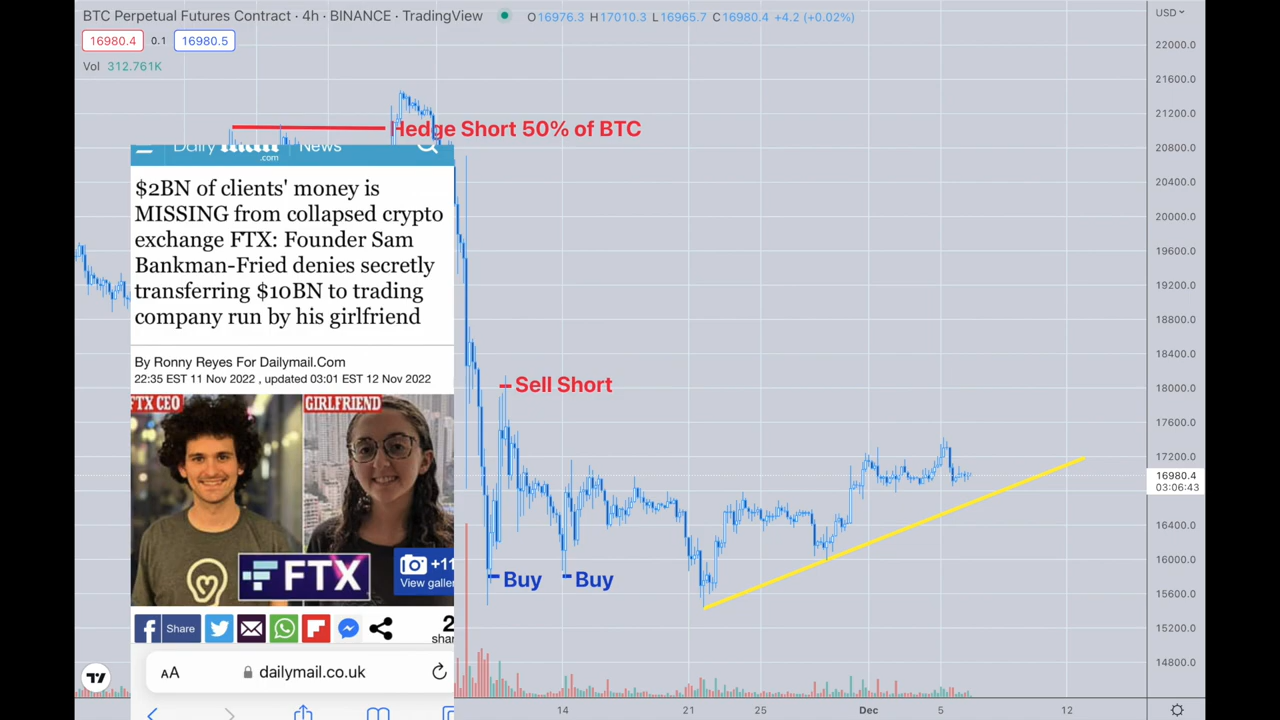 BTC Perpetual Futures Contract · 4h · BINANCE · TradingView
O16976.3 H17010.3 L16965.7 C16980.4 +4.2 (+0.02%)
USD
16980.4 0.1 16980.5
Vol 312.761K
22000.0
21600.0
21200.0
20800.0
20400.0
20000.0
19600.0
19200.0
18800.0
18400.0
18000.0
17600.0
17200.0
16980.4
03:06:43
16400.0
16000.0
15600.0
15200.0
14800.0
Hedge Short 50% of BTC
Daily News
.com
$2BN of clients' money is
MISSING from collapsed crypto
exchange FTX: Founder Sam
Bankman-Fried denies secretly
transferring $10BN to trading
company run by his girlfriend
By Ronny Reyes For Dailymail.Com
22:35 EST 11 Nov 2022 , updated 03:01 EST 12 Nov 2022
FTX CEO
GIRLFRIEND
Sell Short
FTX
+11
View galler
Buy
Buy
f Share
2
shar
AA dailymail.co.uk
14 21 25 Dec 5 12